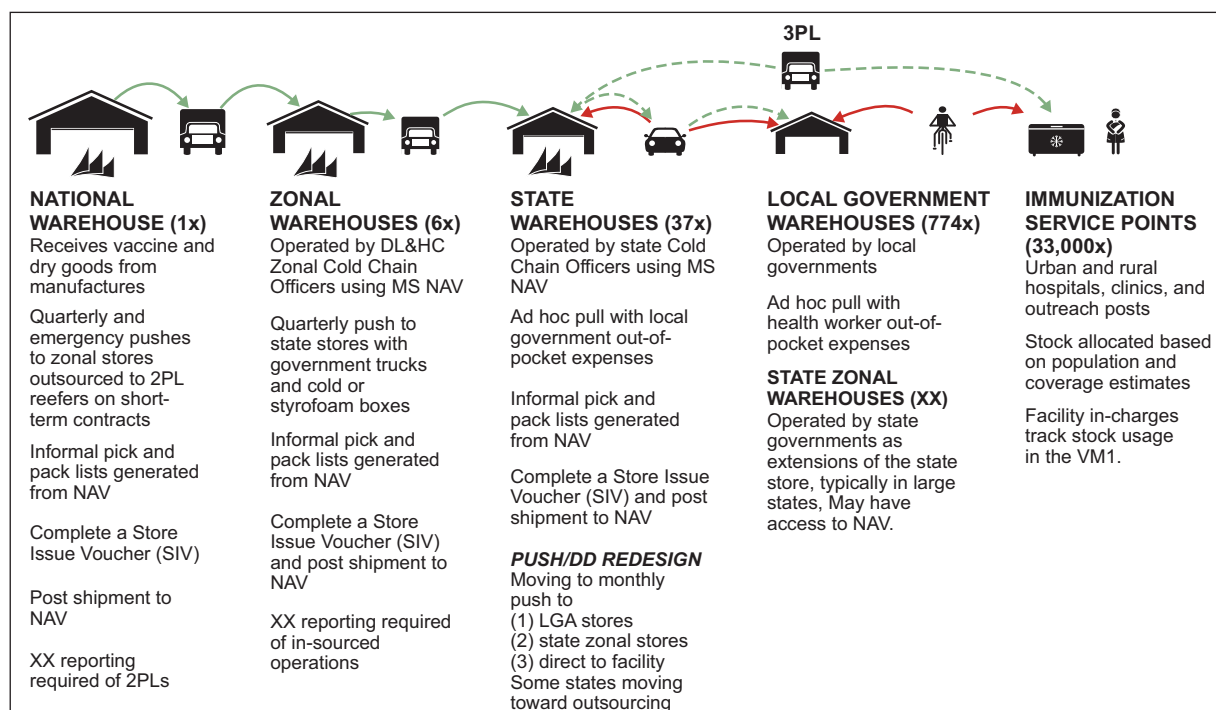 3PL
NATIONAL
WAREHOUSE (1x)
Receives vaccine and
dry goods from
manufactures
Quarterly and
emergency pushes
to zonal stores
outsourced to 2PL
reefers on short-
term contracts
Informal pick and
pack lists generated
from NAV
Complete a Store
Issue Voucher (SIV)
Post shipment to
NAV
XX reporting
required of 2PLs
ZONAL
WAREHOUSES (6x)
Operated by DL&HC
Zonal Cold Chain
Officers using MS NAV
Quarterly push to
state stores with
government trucks
and cold or
styrofoam boxes
Informal pick and
pack lists generated
from NAV
Complete a Store
Issue Voucher (SIV)
and post shipment to
NAV
XX reporting required
of in-sourced
operations
STATE
WAREHOUSES (37x)
Operated by state Cold
Chain Officers using MS
NAV
Ad hoc pull with local
government out-of-
pocket expenses
Informal pick and
pack lists generated
from NAV
Complete a Store Issue
Voucher (SIV) and post
shipment to NAV
PUSH/DD REDESIGN
Moving to monthly
push to
(1) LGA stores
(2) state zonal stores
(3) direct to facility
Some states moving
toward outsourcing
LOCAL GOVERNMENT
WAREHOUSES (774x)
Operated by local
governments
Ad hoc pull with
health worker out-of-
pocket expenses
STATE ZONAL
WAREHOUSES (XX)
Operated by state
governments as
extensions of the state
store, typically in large
states, May have
access to NAV.
IMMUNIZATION
SERVICE POINTS
(33,000x)
Urban and rural
hospitals, clinics, and
outreach posts
Stock allocated based
on population and
coverage estimates
Facility in-charges
track stock usage
in the VM1.